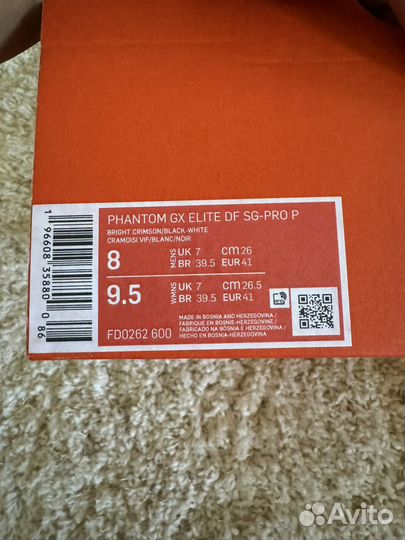 PHANTOM GX ELITE DF SG-PRO P
BRIGHT CRIMSON/BLACK-WHITE
CRAMOISI VIF/BLANC/NOIR
8 MENS UK 7 CM 26
BR 39.5 EUR 41
9.5 WMNS UK 7 CM 26.5
BR 39.5 EUR 41
FD0262 600
MADE IN BOSNIA AND HERZEGOVINA /
FABRIQUE EN BOSNIE-HERZEGOVINE /
FABRICADO NA BOSNIA E HERZEGOVINA /
HECHO EN BOSNIA Y HERZEGOVINA
1 96608 35880 0 86
Avito